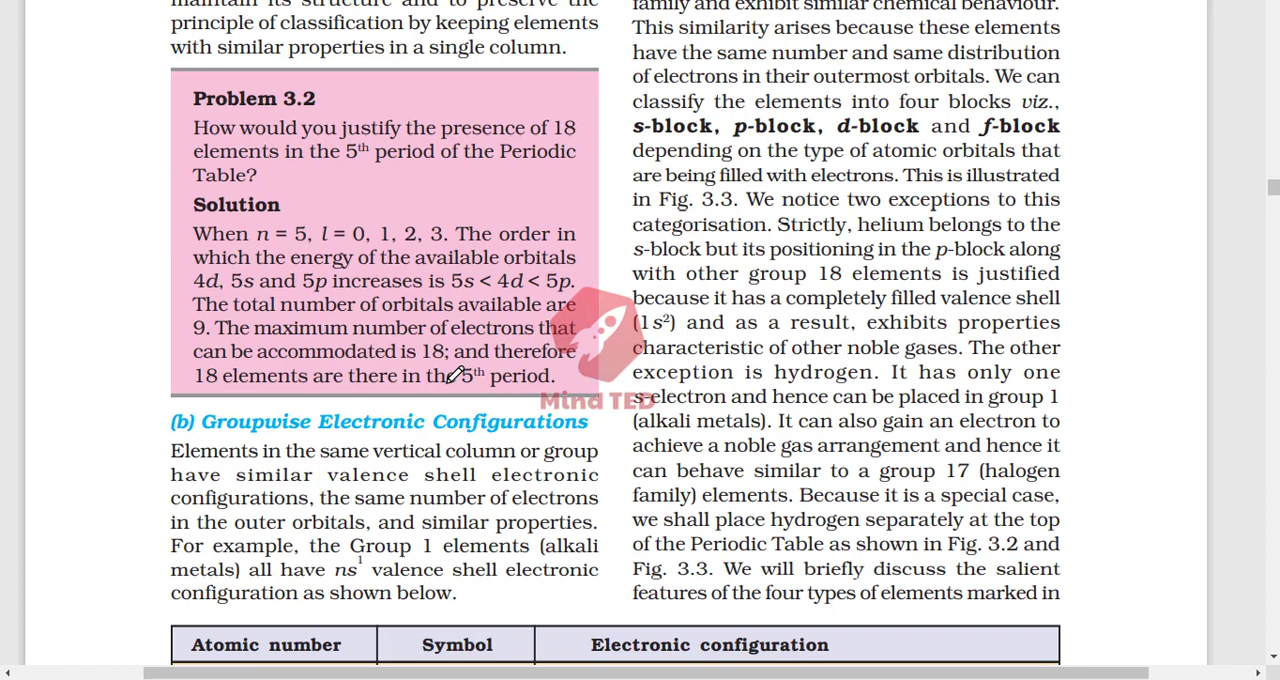 maintain its structure and to preserve the
principle of classification by keeping elements
with similar properties in a single column.
Problem 3.2
How would you justify the presence of 18
elements in the 5th period of the Periodic
Table?
Solution
When n = 5, l = 0, 1, 2, 3. The order in
which the energy of the available orbitals
4d, 5s and 5p increases is 5s < 4d < 5p.
The total number of orbitals available are
9. The maximum number of electrons that
can be accommodated is 18; and therefore
18 elements are there in the 5th period.
(b) Groupwise Electronic Configurations
Elements in the same vertical column or group
have similar valence shell electronic
configurations, the same number of electrons
in the outer orbitals, and similar properties.
For example, the Group 1 elements (alkali
metals) all have ns1 valence shell electronic
configuration as shown below.
family and exhibit similar chemical behaviour.
This similarity arises because these elements
have the same number and same distribution
of electrons in their outermost orbitals. We can
classify the elements into four blocks viz.,
s-block, p-block, d-block and f-block
depending on the type of atomic orbitals that
are being filled with electrons. This is illustrated
in Fig. 3.3. We notice two exceptions to this
categorisation. Strictly, helium belongs to the
s-block but its positioning in the p-block along
with other group 18 elements is justified
because it has a completely filled valence shell
(1s2) and as a result, exhibits properties
characteristic of other noble gases. The other
exception is hydrogen. It has only one
s-electron and hence can be placed in group 1
(alkali metals). It can also gain an electron to
achieve a noble gas arrangement and hence it
can behave similar to a group 17 (halogen
family) elements. Because it is a special case,
we shall place hydrogen separately at the top
of the Periodic Table as shown in Fig. 3.2 and
Fig. 3.3. We will briefly discuss the salient
features of the four types of elements marked in
Mind TED
Atomic number Symbol Electronic configuration